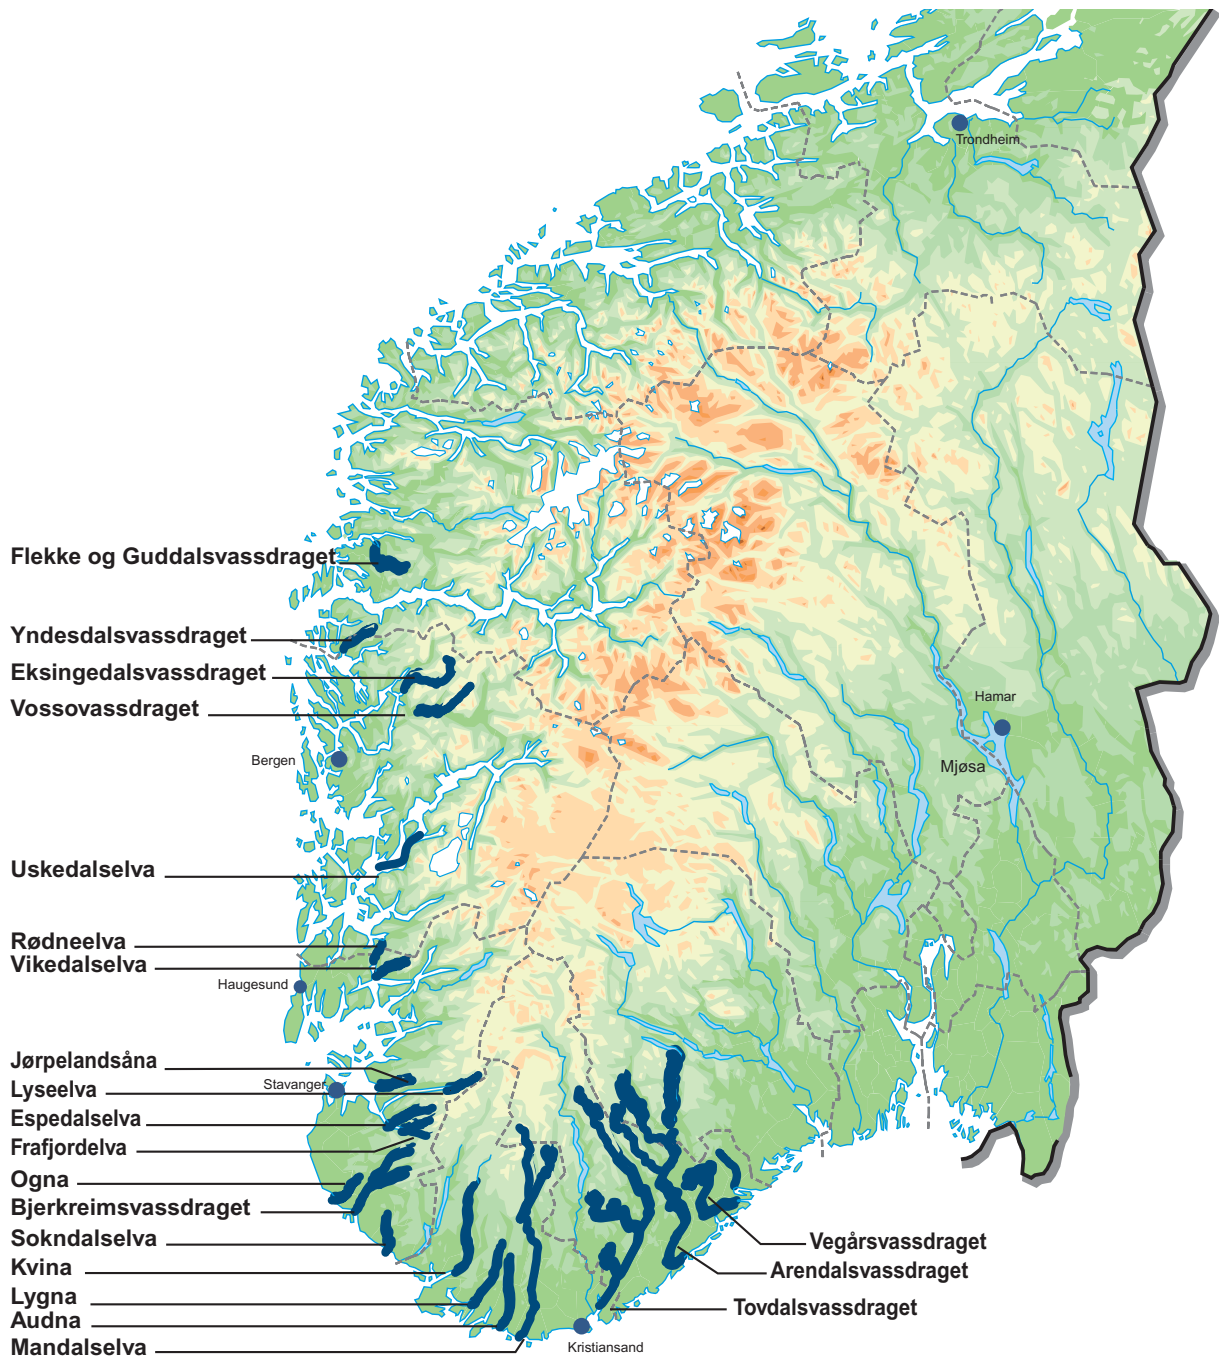 Trondheim
Flekke og Guddalsvassdraget
Yndesdalsvassdraget
Eksingedalsvassdraget
Vossovassdraget
Hamar
Bergen
Mjøsa
Uskedalselva
Rødneelva
Vikedalselva
Haugesund
Jørpelandsåna
Stavanger
Lyseelva
Espedalselva
Frafjordelva
Ogna
Bjerkreimsvassdraget
Sokndalselva
Vegårsvassdraget
Kvina
Arendalsvassdraget
Lygna
Tovdalsvassdraget
Audna
Mandalselva
Kristiansand